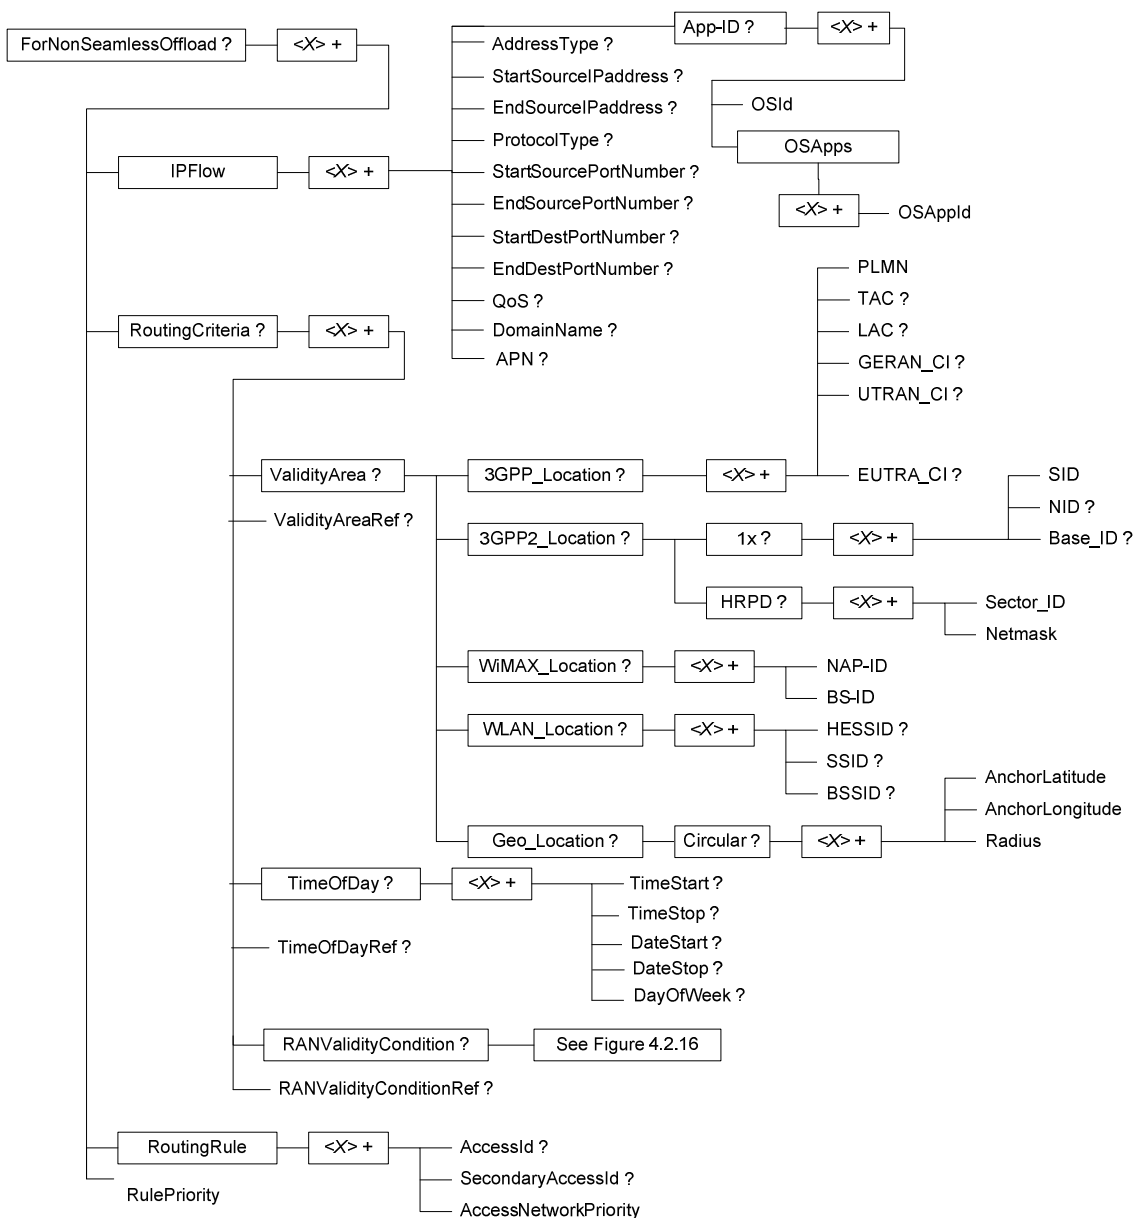 ForNonSeamlessOffload ?
<X> +
App-ID ?
<X> +
AddressType ?
StartSourceIPaddress ?
EndSourceIPaddress ?
OSId
ProtocolType ?
OSApps
IPFlow
<X> +
StartSourcePortNumber ?
EndSourcePortNumber ?
<X> +
OSAppId
StartDestPortNumber ?
EndDestPortNumber ?
PLMN
QoS ?
TAC ?
RoutingCriteria ?
<X> +
DomainName ?
LAC ?
APN ?
GERAN_CI ?
UTRAN_CI ?
ValidityArea ?
3GPP_Location ?
<X> +
EUTRA_CI ?
SID
NID ?
ValidityAreaRef ?
3GPP2_Location ?
1x ?
<X> +
Base_ID ?
HRPD ?
<X> +
Sector_ID
Netmask
WiMAX_Location ?
<X> +
NAP-ID
BS-ID
WLAN_Location ?
<X> +
HESSID ?
SSID ?
BSSID ?
AnchorLatitude
AnchorLongitude
Geo_Location ?
Circular ?
<X> +
Radius
TimeOfDay ?
<X> +
TimeStart ?
TimeStop ?
TimeOfDayRef ?
DateStart ?
DateStop ?
DayOfWeek ?
RANValidityCondition ?
See Figure 4.2.16
RANValidityConditionRef ?
RoutingRule
<X> +
AccessId ?
SecondaryAccessId ?
RulePriority
AccessNetworkPriority